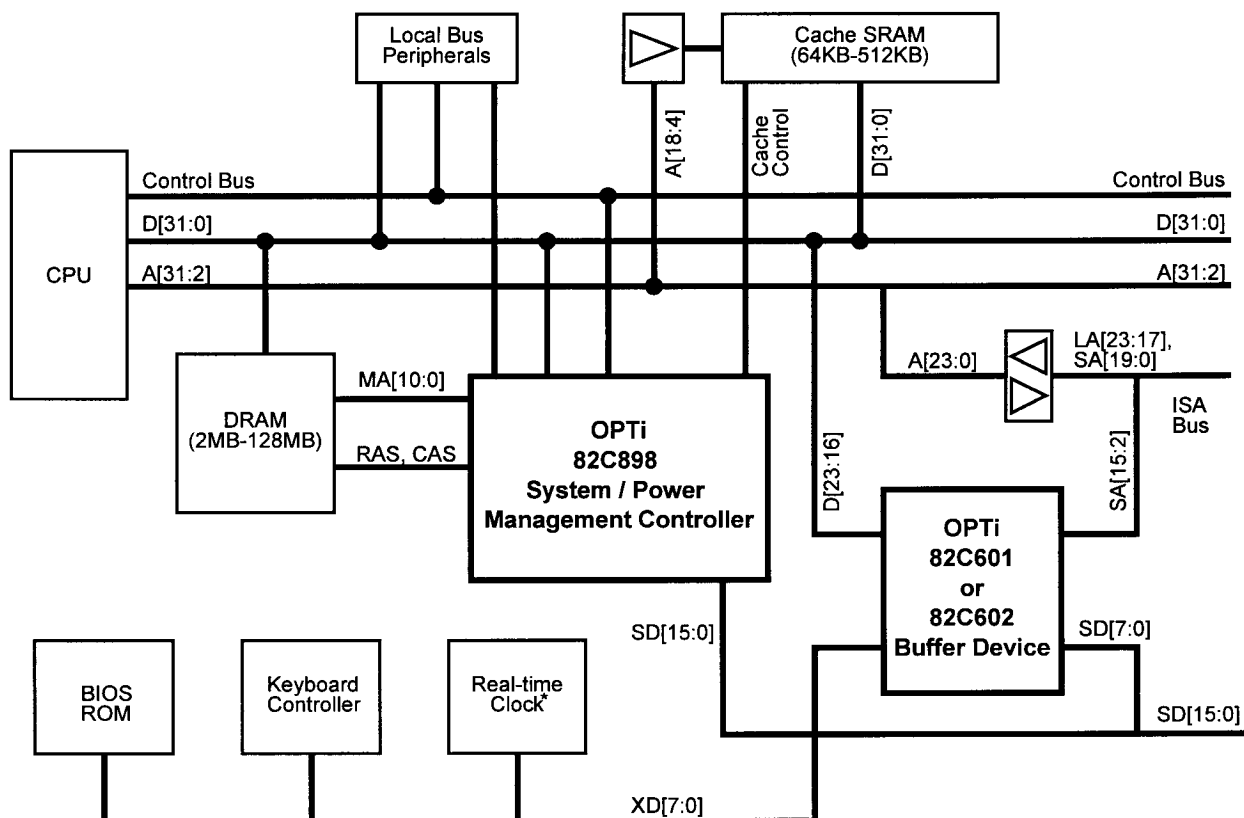 Local Bus
Peripherals
Cache SRAM
(64KB-512KB)
A[18:4]
Cache
Control
D[31:0]
CPU
Control Bus
Control Bus
D[31:0]
D[31:0]
A[31:2]
A[31:2]
DRAM
(2MB-128MB)
MA[10:0]
RAS, CAS
OPTi
82C898
System / Power
Management Controller
A[23:0]
LA[23:17],
SA[19:0]
ISA
Bus
D[23:16]
SA[15:2]
OPTi
82C601
or
82C602
Buffer Device
SD[15:0]
SD[7:0]
SD[15:0]
BIOS
ROM
Keyboard
Controller
Real-time
Clock*
XD[7:0]